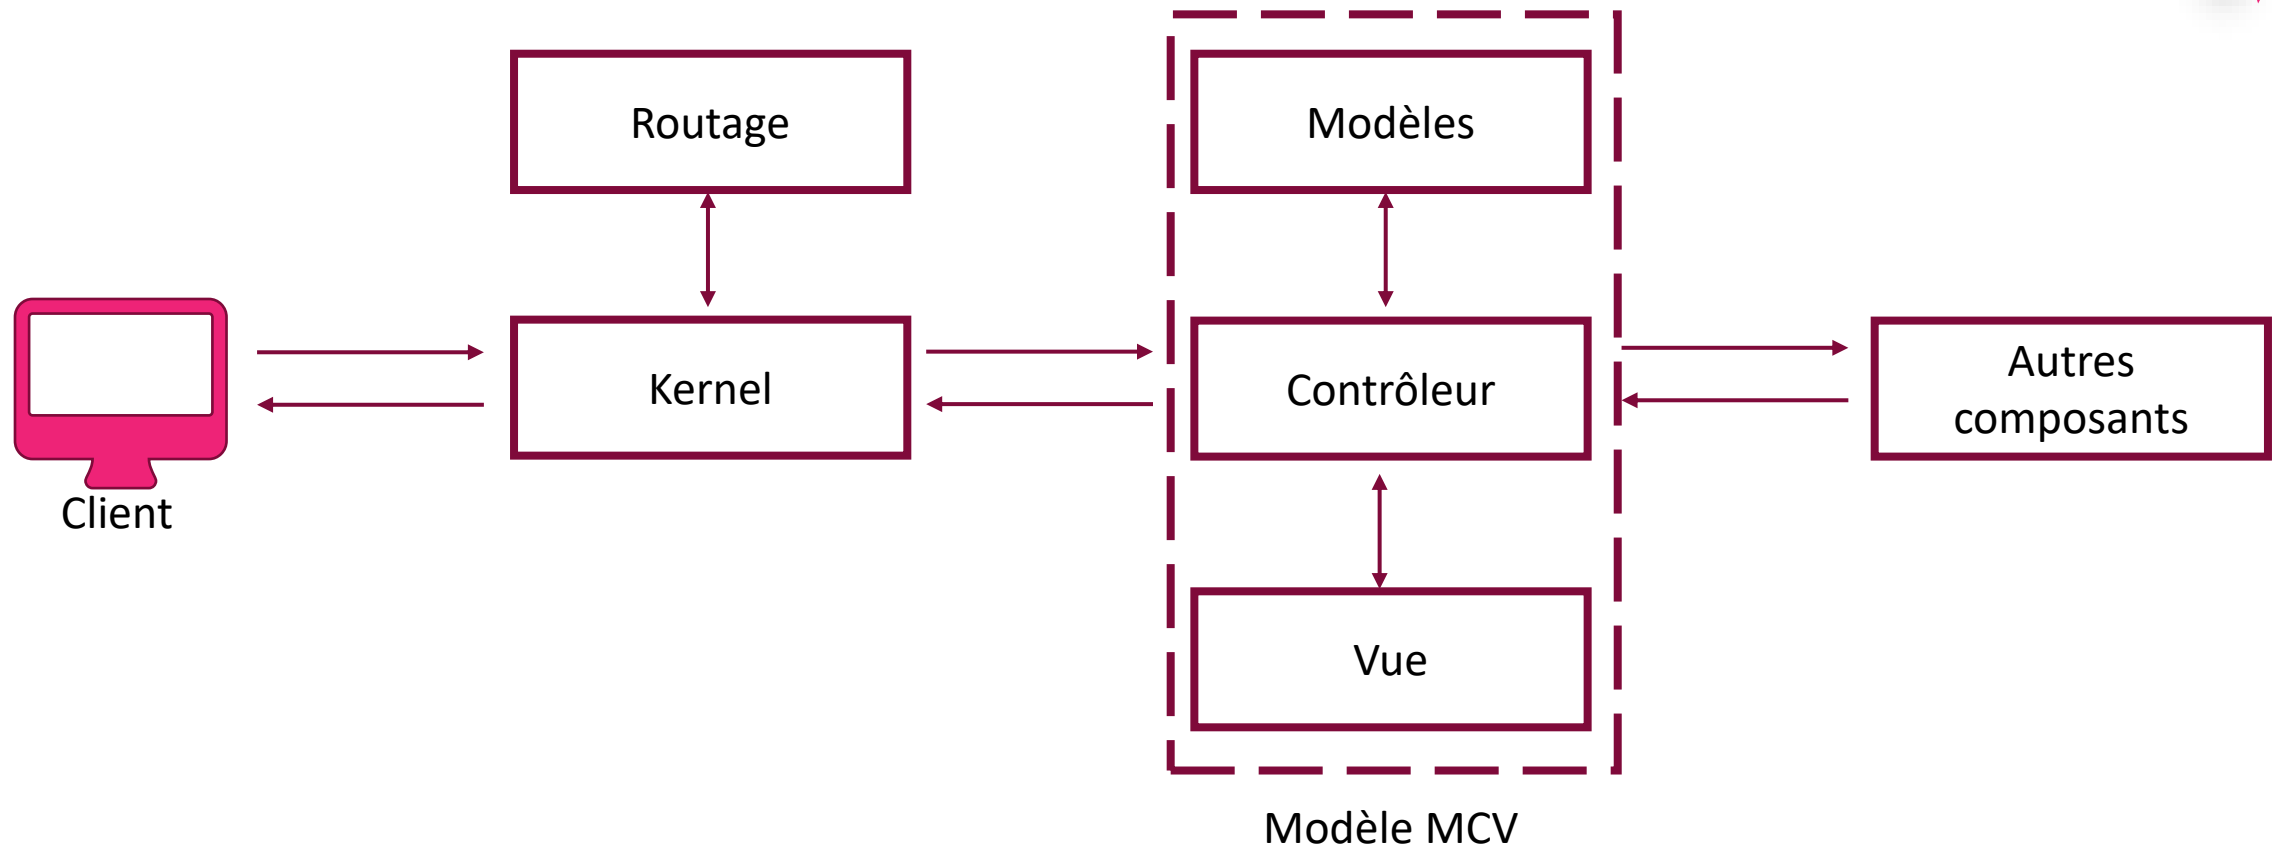 Routage
Modèles
Client
Kernel
Contrôleur
Autres
composants
Vue
Modèle MCV